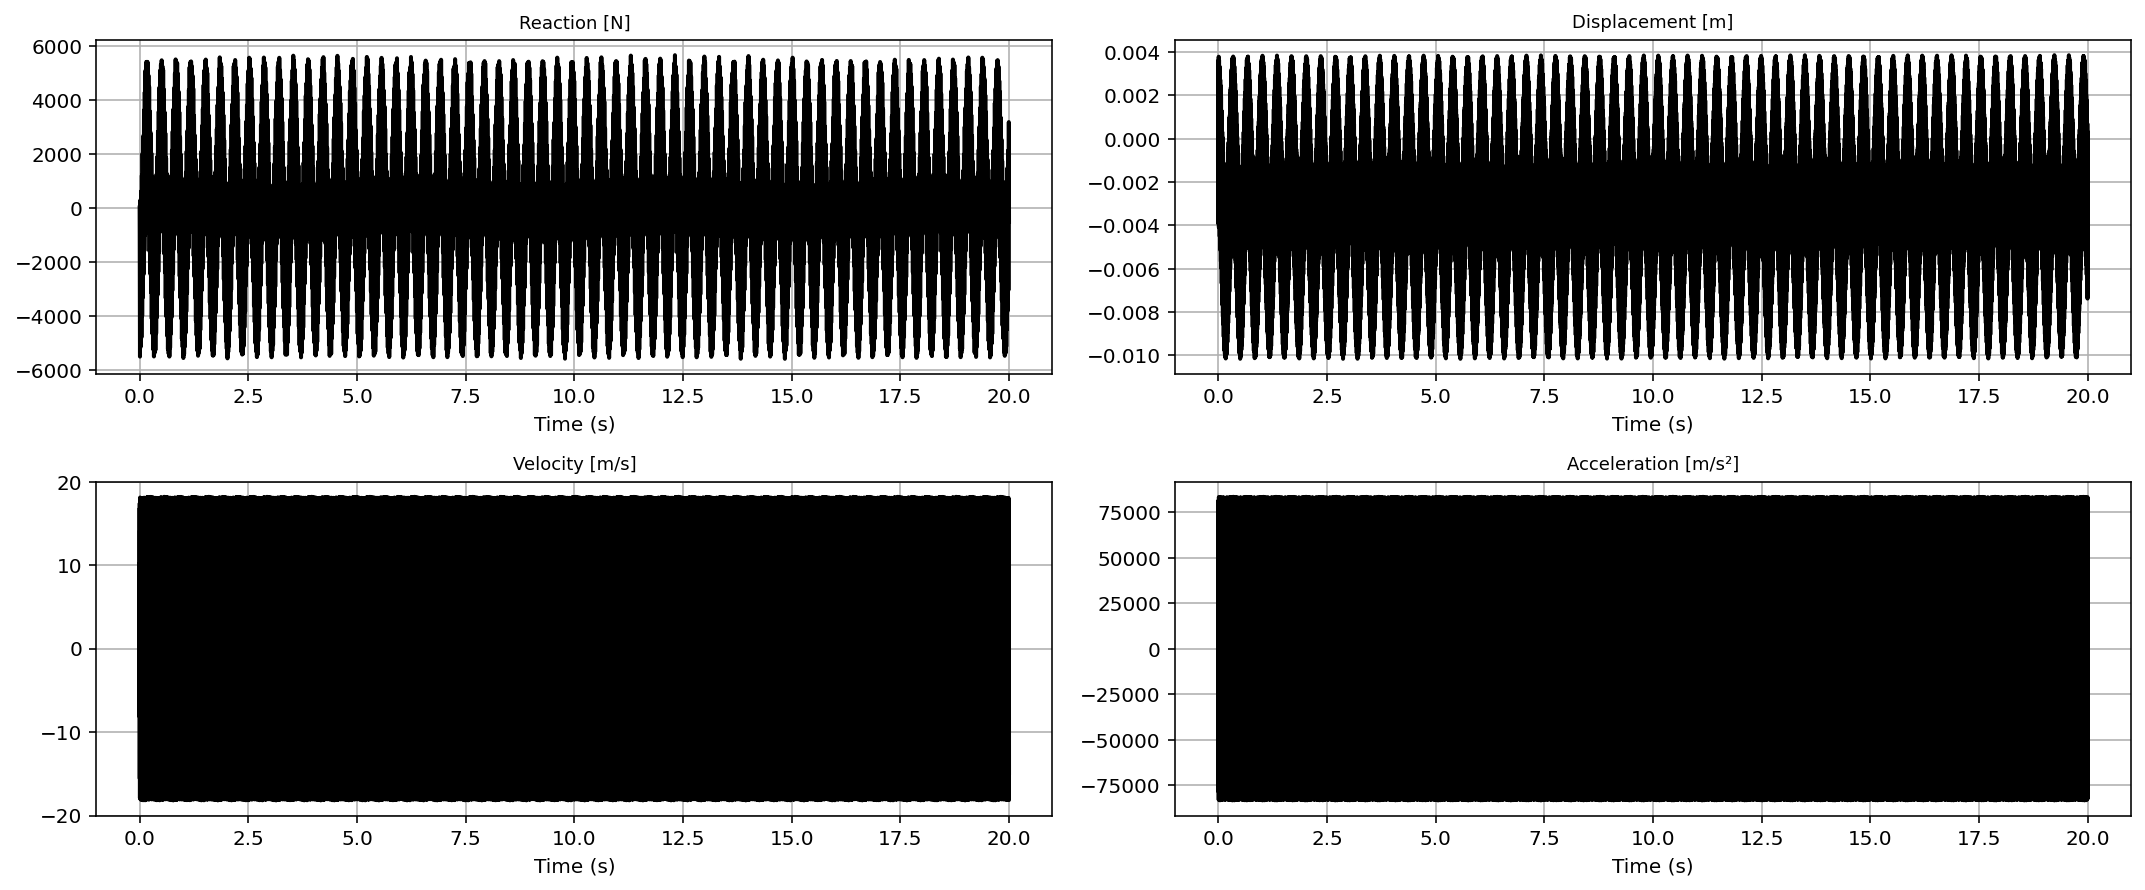 Reaction [N]
6000
4000
2000
0
−2000
−4000
−6000
0.0 2.5 5.0 7.5 10.0 12.5 15.0 17.5 20.0
Time (s)
Displacement [m]
0.004
0.002
0.000
−0.002
−0.004
−0.006
−0.008
−0.010
0.0 2.5 5.0 7.5 10.0 12.5 15.0 17.5 20.0
Time (s)
Velocity [m/s]
20
10
0
−10
−20
0.0 2.5 5.0 7.5 10.0 12.5 15.0 17.5 20.0
Time (s)
Acceleration [m/s²]
75000
50000
25000
0
−25000
−50000
−75000
0.0 2.5 5.0 7.5 10.0 12.5 15.0 17.5 20.0
Time (s)